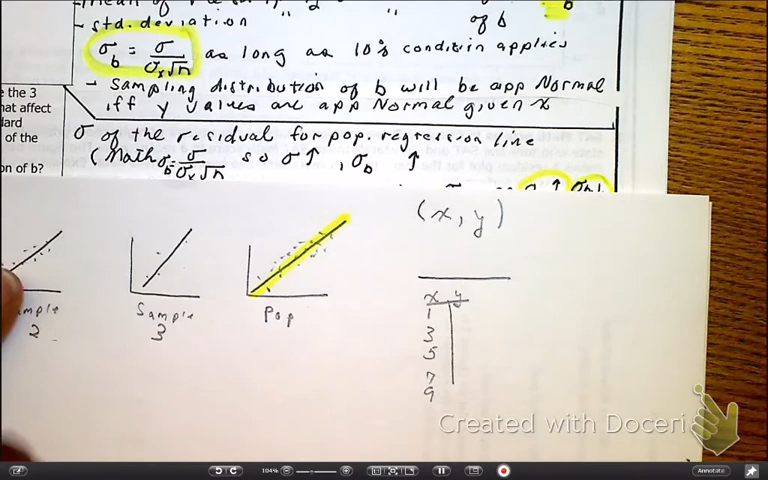 - std. deviation " " of b
σb = σ / σx√n as long as 10% conditin applies
- Sampling distribution of b will be app Normal
iff y values are app Normal given x
e the 3
hat affect
dard
of the
on of b?
σ of the residual for pop. regression line
(Math σb = σ / σx√n so σ↑, σb ↑
(x, y)
x y
1
3
5
7
9
mple
2
Sample
3
Pop
Created with Doceri
104%
Annotate